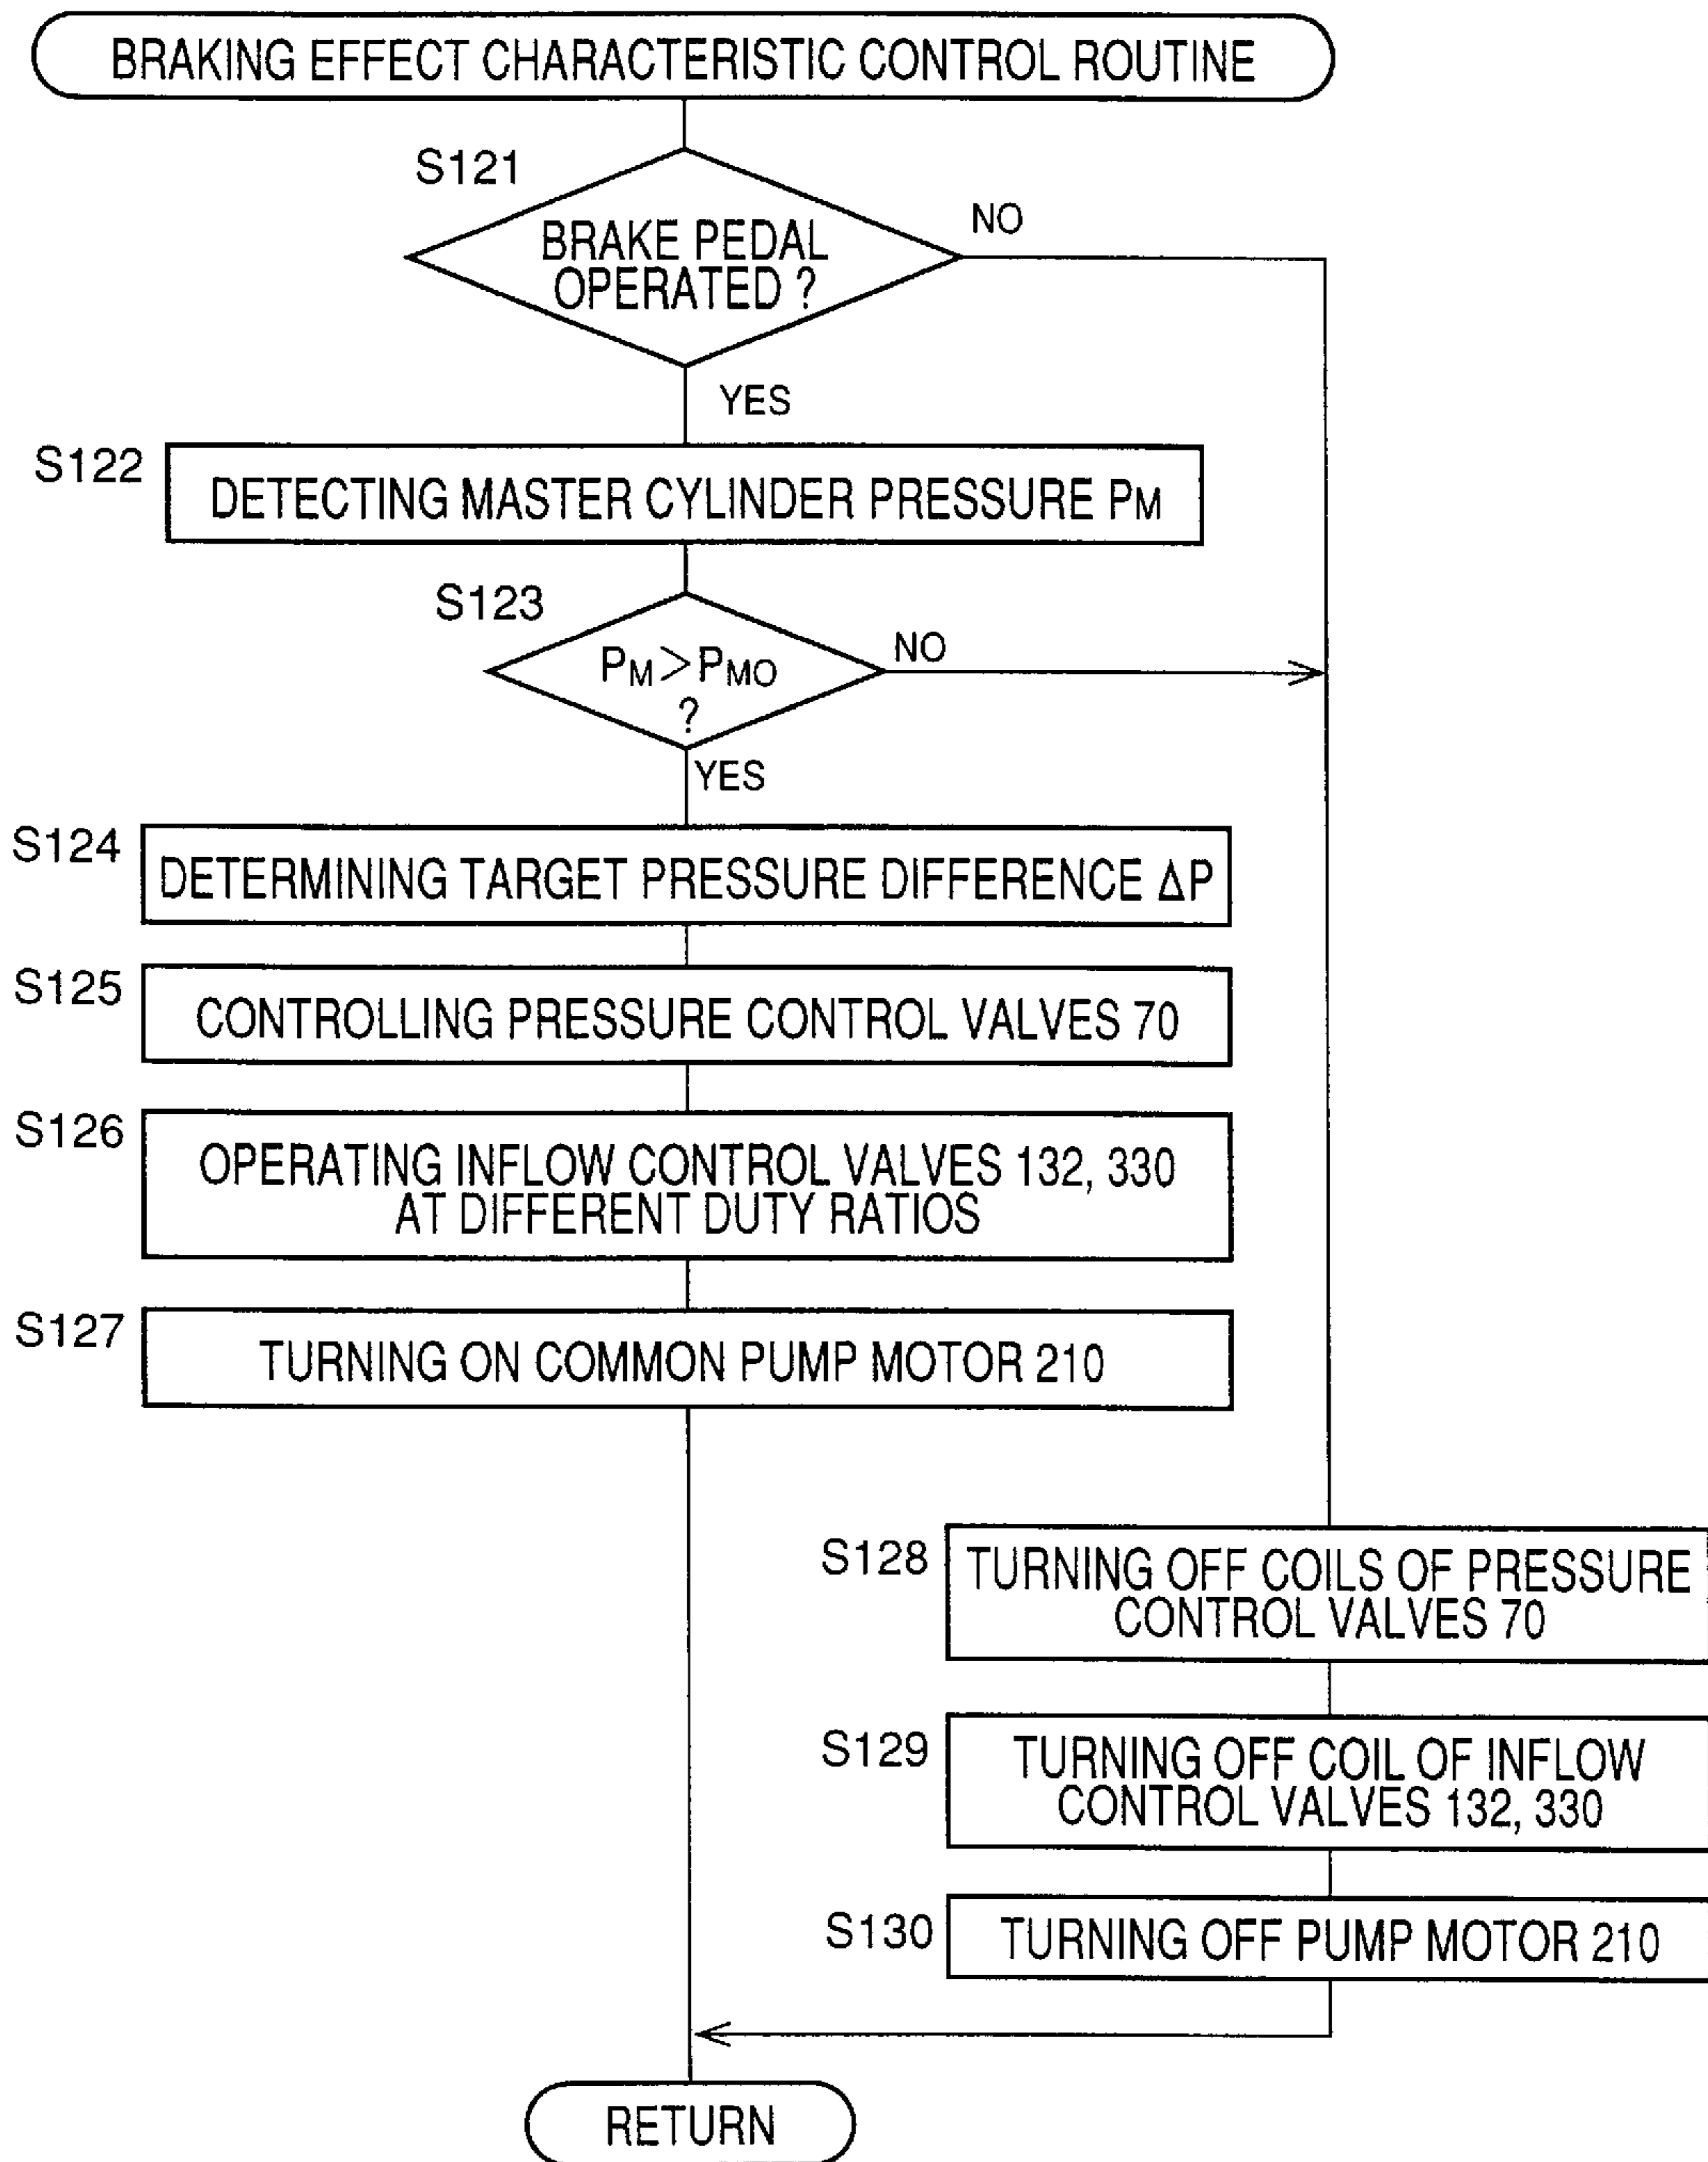 BRAKING EFFECT CHARACTERISTIC CONTROL ROUTINE
S121
BRAKE PEDAL
OPERATED ?
NO
YES
S122
DETECTING MASTER CYLINDER PRESSURE PM
S123
PM>PMO
?
NO
YES
S124
DETERMINING TARGET PRESSURE DIFFERENCE ΔP
S125
CONTROLLING PRESSURE CONTROL VALVES 70
S126
OPERATING INFLOW CONTROL VALVES 132, 330
AT DIFFERENT DUTY RATIOS
S127
TURNING ON COMMON PUMP MOTOR 210
S128
TURNING OFF COILS OF PRESSURE
CONTROL VALVES 70
S129
TURNING OFF COIL OF INFLOW
CONTROL VALVES 132, 330
S130
TURNING OFF PUMP MOTOR 210
RETURN